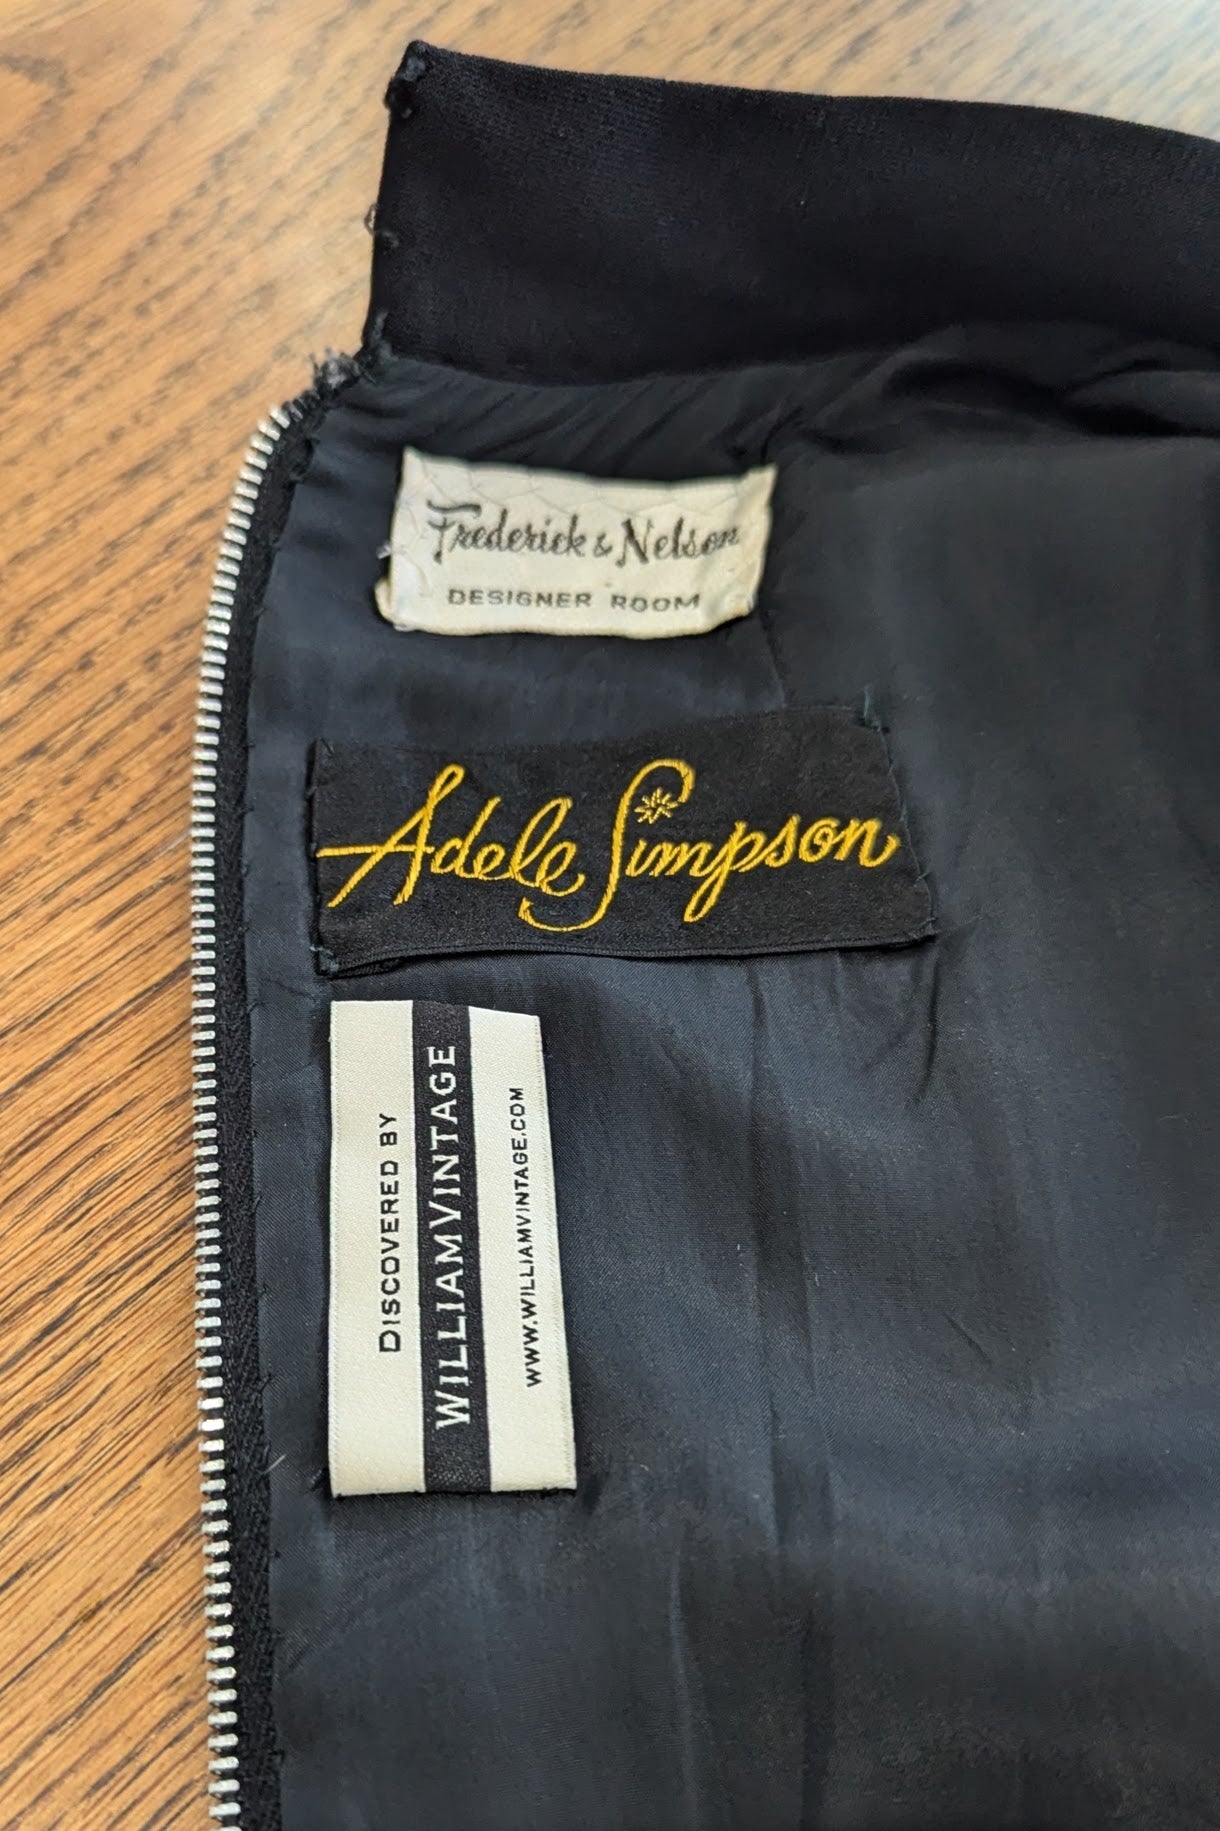 Frederick & Nelson
DESIGNER ROOM
Adele Simpson
DISCOVERED BY
WILLIAMVINTAGE
WWW.WILLIAMVINTAGE.COM